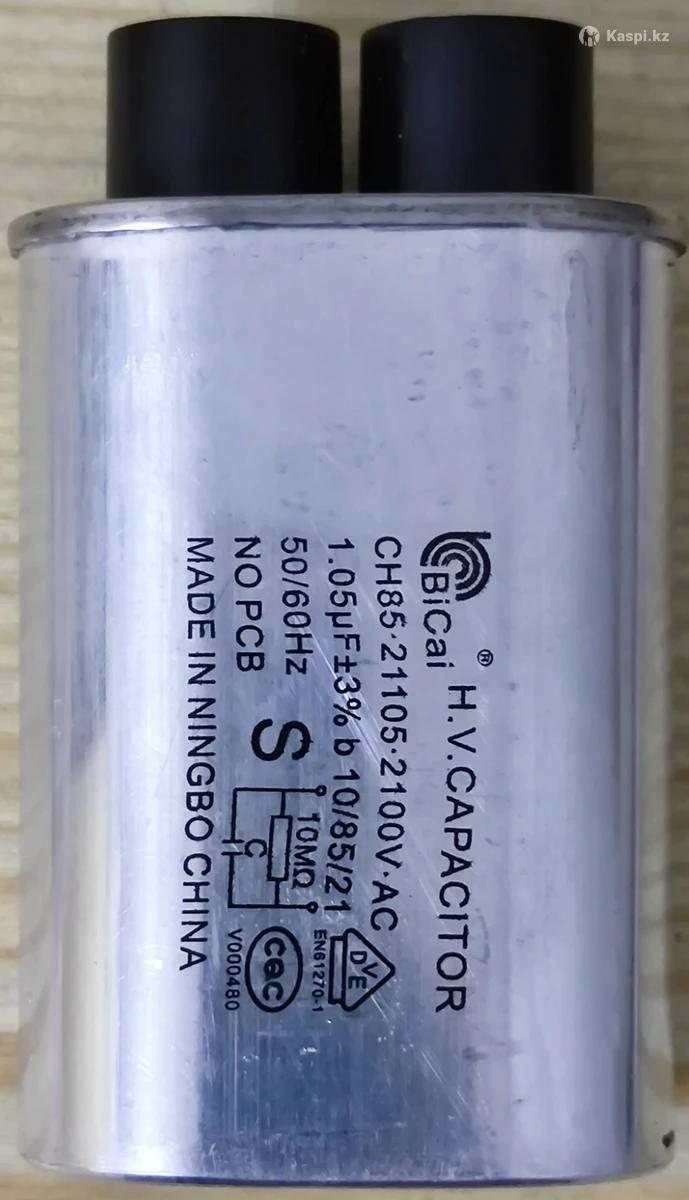 Kaspi.kz
BiCai ® H.V.CAPACITOR
CH85·21105·2100V·AC
1.05µF±3% b 10/85/21
50/60Hz
NO PCB
S
10MΩ
C
DVE
EN61270-1
cec
V000480
MADE IN NINGBO CHINA